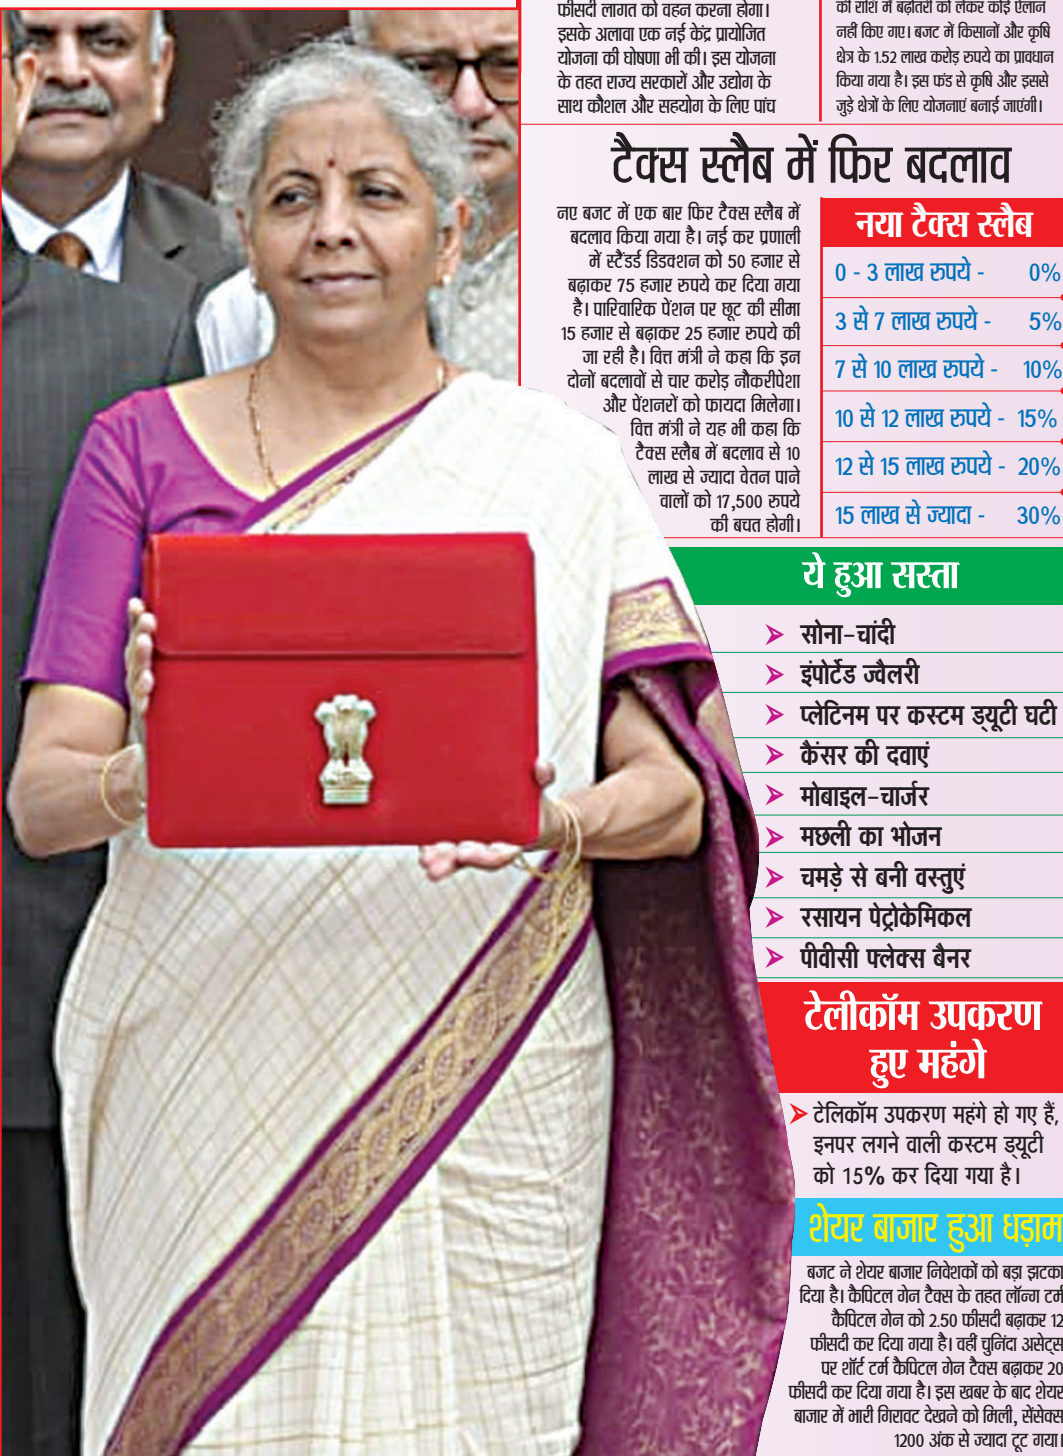 फीसदी लागत को वहन करना होगा।
इसके अलावा एक नई केंद्र प्रायोजित
योजना की घोषणा भी की। इस योजना
के तहत राज्य सरकारों और उद्योग के
साथ कौशल और सहयोग के लिए पांच
की राशि में बढ़ोतरी को लेकर कोई ऐलान
नहीं किए गए। बजट में किसानों और कृषि
क्षेत्र के 1.52 लाख करोड़ रुपये का प्रावधान
किया गया है। इस फंड से कृषि और इससे
जुड़े क्षेत्रों के लिए योजनाएं बनाई जाएंगी।
टैक्स स्लैब में फिर बदलाव
नए बजट में एक बार फिर टैक्स स्लैब में
बदलाव किया गया है। नई कर प्रणाली
में स्टैंडर्ड डिडक्शन को 50 हजार से
बढ़ाकर 75 हजार रुपये कर दिया गया
है। पारिवारिक पेंशन पर छूट की सीमा
15 हजार से बढ़ाकर 25 हजार रुपये की
जा रही है। वित्त मंत्री ने कहा कि इन
दोनों बदलावों से चार करोड़ नौकरीपेशा
और पेंशनरों को फायदा मिलेगा।
वित्त मंत्री ने यह भी कहा कि
टैक्स स्लैब में बदलाव से 10
लाख से ज्यादा वेतन पाने
वालों को 17,500 रुपये
की बचत होगी।
नया टैक्स स्लैब
0 - 3 लाख रुपये - 0%
3 से 7 लाख रुपये - 5%
7 से 10 लाख रुपये - 10%
10 से 12 लाख रुपये - 15%
12 से 15 लाख रुपये - 20%
15 लाख से ज्यादा - 30%
ये हुआ सस्ता
सोना-चांदी
इंपोर्टेड ज्वैलरी
प्लेटिनम पर कस्टम ड्यूटी घटी
कैंसर की दवाएं
मोबाइल-चार्जर
मछली का भोजन
चमड़े से बनी वस्तुएं
रसायन पेट्रोकेमिकल
पीवीसी फ्लेक्स बैनर
टेलीकॉम उपकरण
हुए महंगे
टेलिकॉम उपकरण महंगे हो गए हैं,
इनपर लगने वाली कस्टम ड्यूटी
को 15% कर दिया गया है।
शेयर बाजार हुआ धड़ाम
बजट ने शेयर बाजार निवेशकों को बड़ा झटका
दिया है। कैपिटल गेन टैक्स के तहत लॉन्ग टर्म
कैपिटल गेन को 2.50 फीसदी बढ़ाकर 12
फीसदी कर दिया गया है। वहीं चुनिंदा असेट्स
पर शॉर्ट टर्म कैपिटल गेन टैक्स बढ़ाकर 20
फीसदी कर दिया गया है। इस खबर के बाद शेयर
बाजार में भारी गिरावट देखने को मिली, सेंसेक्स
1200 अंक से ज्यादा टूट गया।